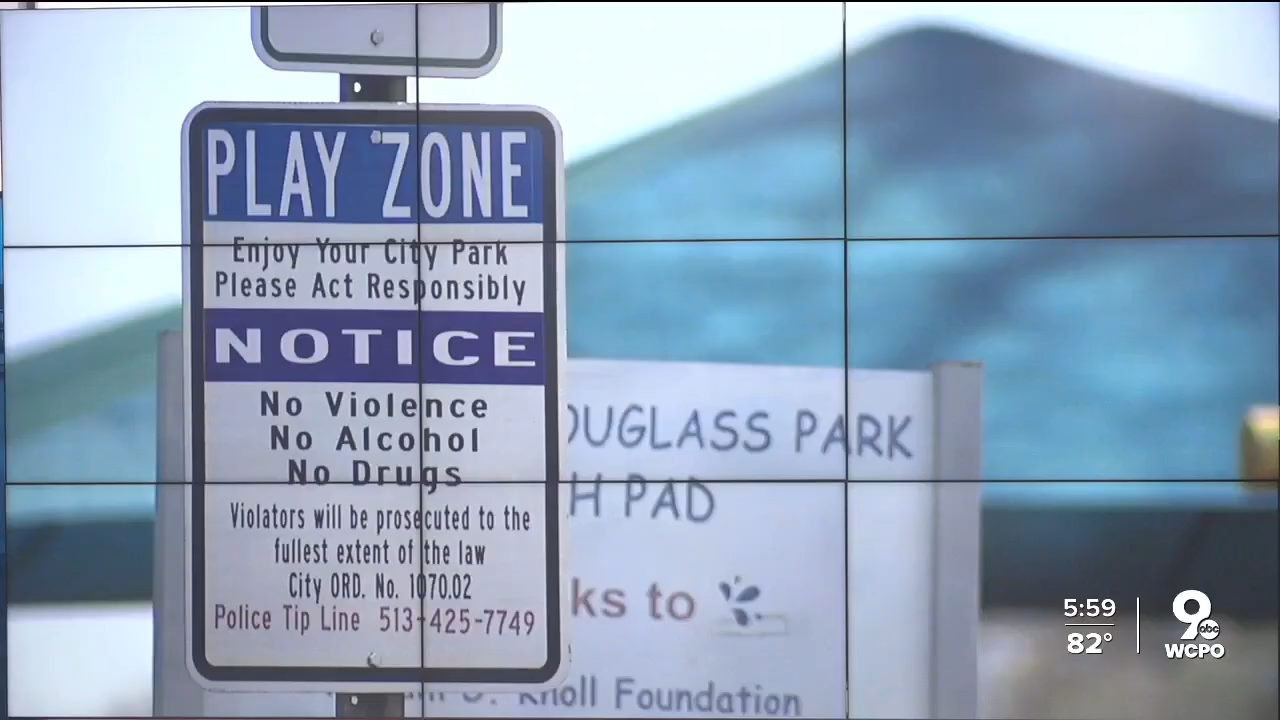 PLAY ZONE
Enjoy Your City Park
Please Act Responsibly
NOTICE
No Violence
No Alcohol
No Drugs
Violators will be prosecuted to the
fullest extent of the law
City ORD. No. 1070.02
Police Tip Line 513-425-7749
PARK
PAD
to
Knoll Foundation
5:59
82°
9
abc
WCPO